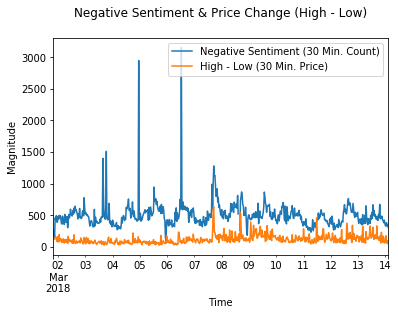 Negative Sentiment & Price Change (High - Low)
Negative Sentiment (30 Min. Count)
High - Low (30 Min. Price)
3000
2500
2000
1500
1000
500
0
Magnitude
02 03 04 05 06 07 08 09 10 11 12 13 14
Mar
2018
Time